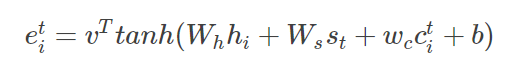 $e_i^t = v^T tanh(W_h h_i + W_s s_t + w_c c_i^t + b)$